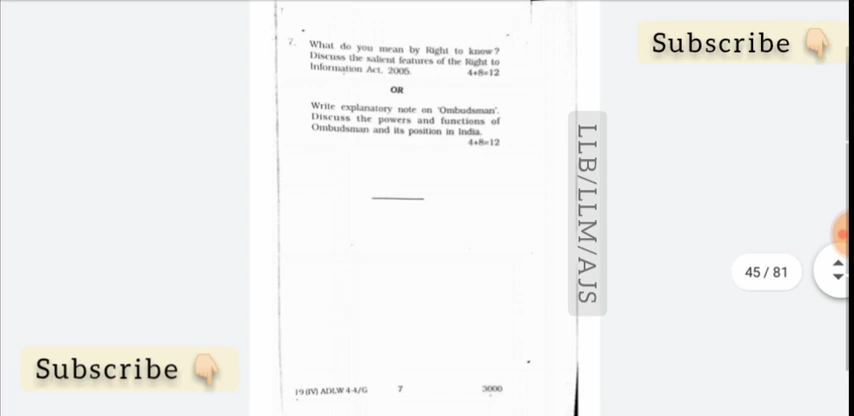 Subscribe
7. What do you mean by Right to know?
Discuss the salient features of the Right to
Information Act, 2005. 4+8=12
OR
Write explanatory note on 'Ombudsman'.
Discuss the powers and functions of
Ombudsman and its position in India.
4+8=12
LLB/LLM/AJS
45 / 81
Subscribe
19 (IV) ADLW 4·4/G 7 3000